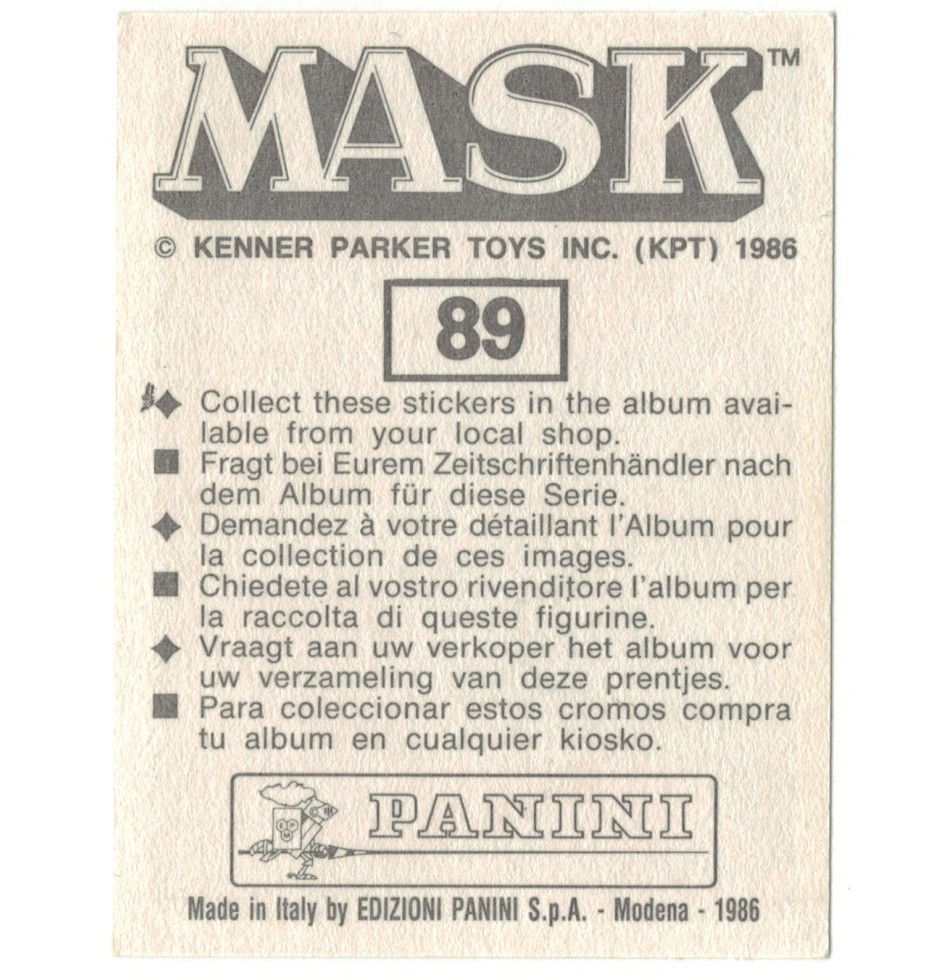 MASK™
© KENNER PARKER TOYS INC. (KPT) 1986
89
Collect these stickers in the album avai-
lable from your local shop.
Fragt bei Eurem Zeitschriftenhändler nach
dem Album für diese Serie.
Demandez à votre détaillant l'Album pour
la collection de ces images.
Chiedete al vostro rivenditore l'album per
la raccolta di queste figurine.
Vraagt aan uw verkoper het album voor
uw verzameling van deze prentjes.
Para coleccionar estos cromos compra
tu album en cualquier kiosko.
PANINI
Made in Italy by EDIZIONI PANINI S.p.A. - Modena - 1986